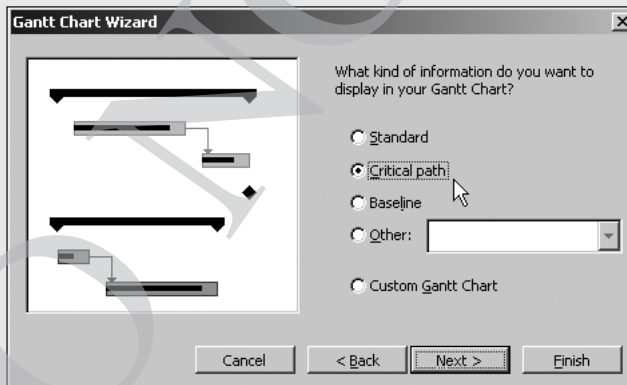 Gantt Chart Wizard
What kind of information do you want to
display in your Gantt Chart?
Standard
Critical path
Baseline
Other:
Custom Gantt Chart
Cancel
< Back
Next >
Finish